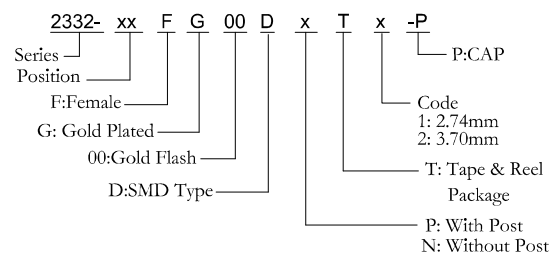 2332- xx F G 00 D x T x -P
Series
Position
F:Female
G: Gold Plated
00:Gold Flash
D:SMD Type
P:CAP
Code
1: 2.74mm
2: 3.70mm
T: Tape & Reel
Package
P: With Post
N: Without Post